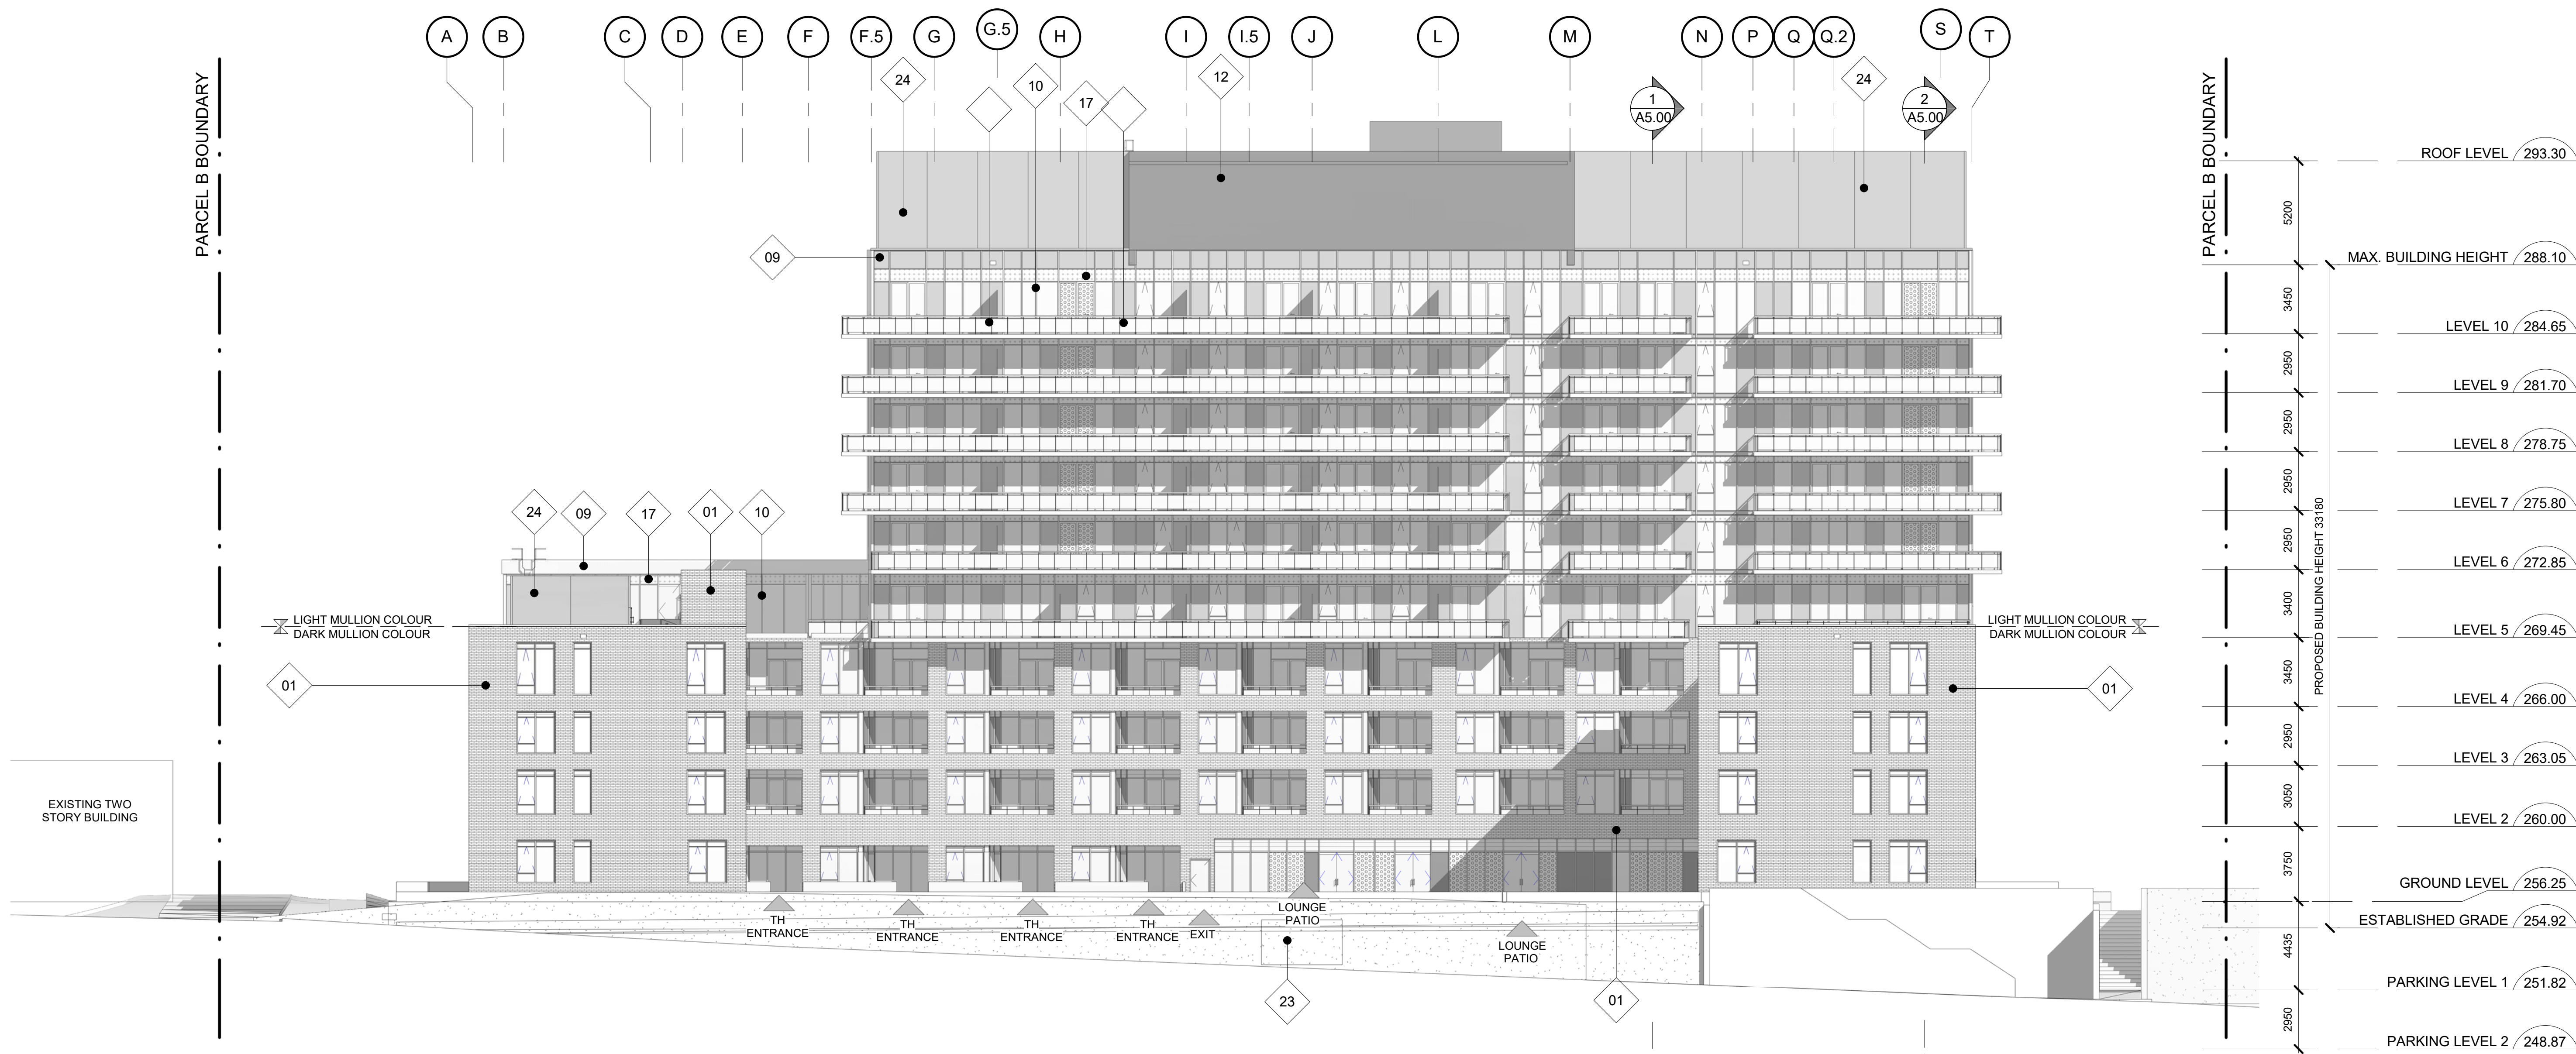 A
B
C
D
E
F
F.5
G
G.5
H
I
I.5
J
L
M
N
P
Q
Q.2
S
T
PARCEL B BOUNDARY
PARCEL B BOUNDARY
24
10
17
12
24
1
A5.00
2
A5.00
09
24
09
17
01
10
LIGHT MULLION COLOUR
DARK MULLION COLOUR
LIGHT MULLION COLOUR
DARK MULLION COLOUR
01
01
EXISTING TWO
STORY BUILDING
TH
ENTRANCE
TH
ENTRANCE
TH
ENTRANCE
TH
ENTRANCE
EXIT
LOUNGE
PATIO
LOUNGE
PATIO
23
01
ROOF LEVEL 293.30
5200
MAX. BUILDING HEIGHT 288.10
3450
LEVEL 10 284.65
2950
LEVEL 9 281.70
2950
LEVEL 8 278.75
2950
LEVEL 7 275.80
2950
LEVEL 6 272.85
3400
LEVEL 5 269.45
3450
LEVEL 4 266.00
2950
LEVEL 3 263.05
3050
LEVEL 2 260.00
3750
GROUND LEVEL 256.25
ESTABLISHED GRADE 254.92
4435
PARKING LEVEL 1 251.82
2950
PARKING LEVEL 2 248.87
PROPOSED BUILDING HEIGHT 33180